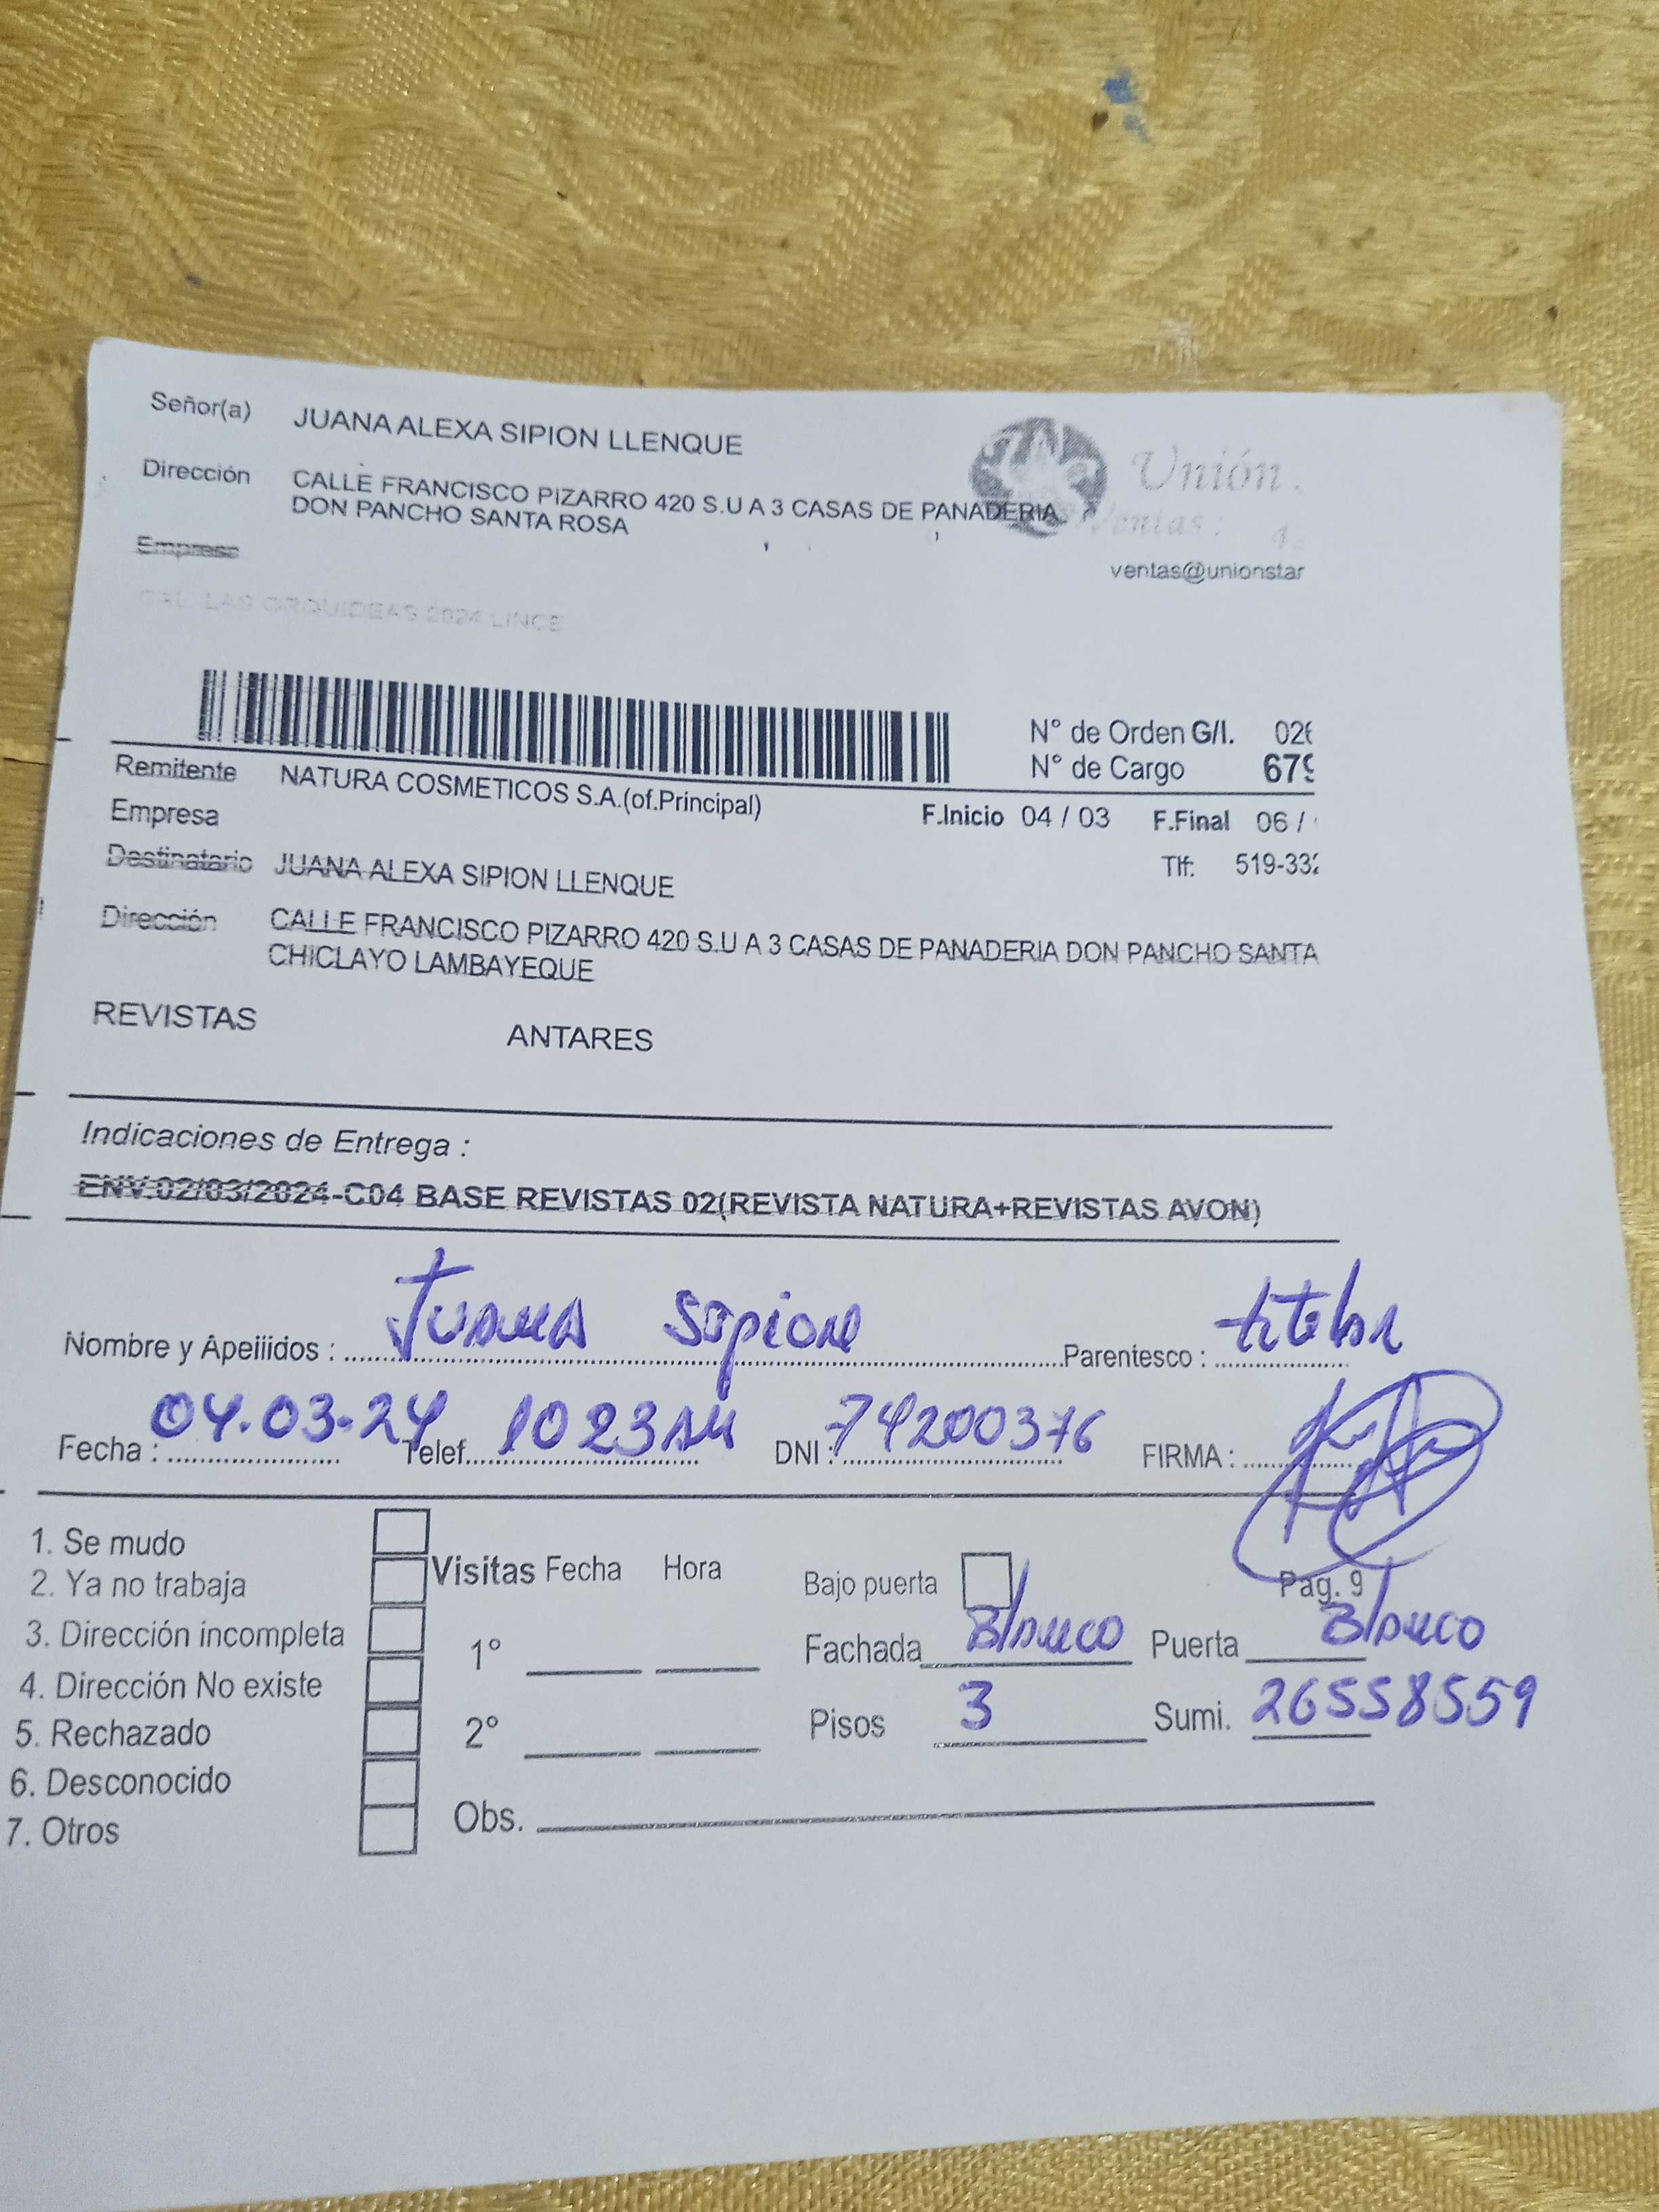 Señor(a) JUANA ALEXA SIPION LLENQUE
Dirección CALLE FRANCISCO PIZARRO 420 S.U A 3 CASAS DE PANADERIA
DON PANCHO SANTA ROSA
Unión
Ventas:
Empresa
ventas@unionstar
CAL. LAS ORQUIDEAS 2024 LINCE
N° de Orden G/I. 026
N° de Cargo 679
Remitente NATURA COSMETICOS S.A.(of.Principal)
Empresa F.Inicio 04 / 03 F.Final 06 /
Destinatario JUANA ALEXA SIPION LLENQUE Tlf: 519-332
Dirección CALLE FRANCISCO PIZARRO 420 S.U A 3 CASAS DE PANADERIA DON PANCHO SANTA
CHICLAYO LAMBAYEQUE
REVISTAS ANTARES
Indicaciones de Entrega :
ENV.02/03/2024-C04 BASE REVISTAS 02(REVISTA NATURA+REVISTAS AVON)
Nombre y Apellidos : Juana Sipion Parentesco : titular
Fecha : 04.03-24 Telef. 1023AM DNI : 74200376 FIRMA :
1. Se mudo
2. Ya no trabaja
3. Dirección incompleta
4. Dirección No existe
5. Rechazado
6. Desconocido
7. Otros
Visitas Fecha Hora
1°
2°
Obs.
Bajo puerta Pag. 9
Fachada Blanco Puerta Blanco
Pisos 3 Sumi. 26558559